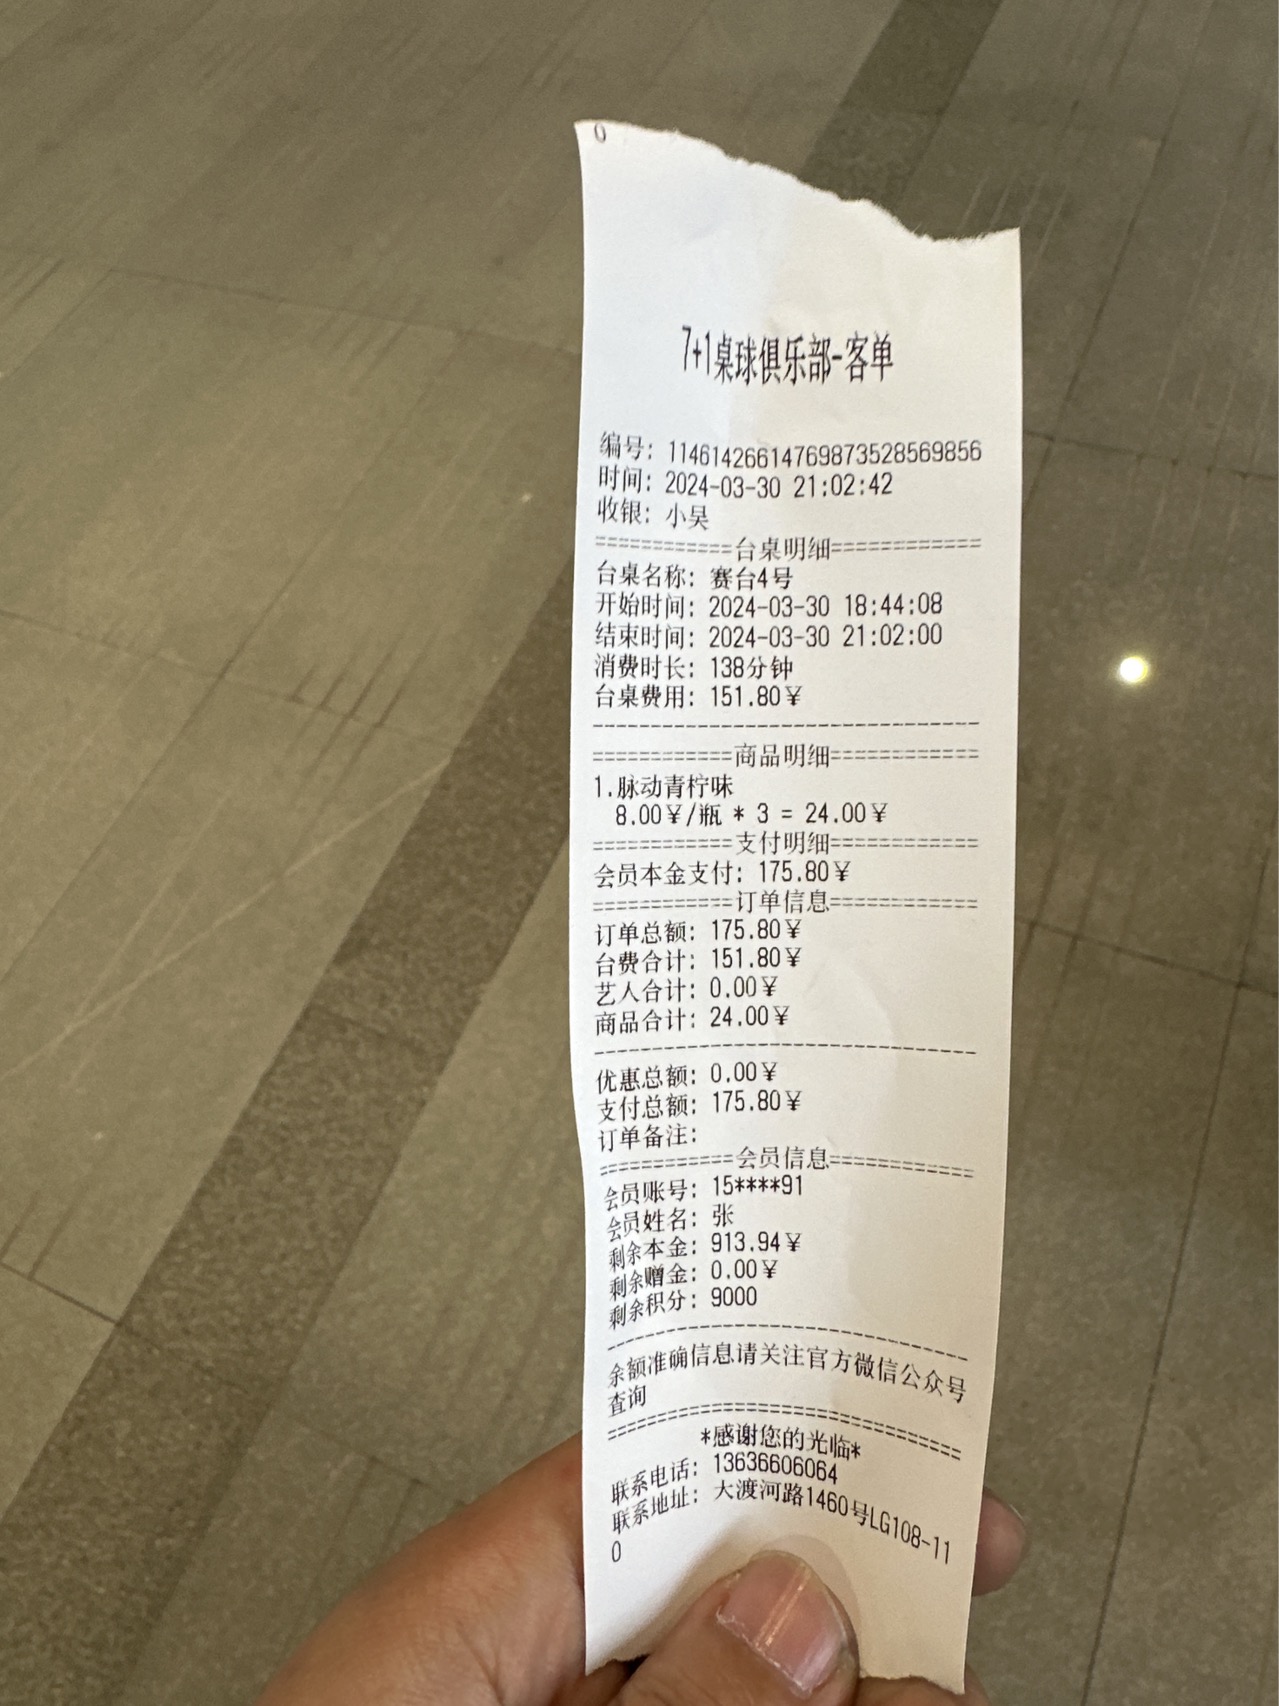 0
7+1桌球俱乐部-客单
编号: 11461426614769873528569856
时间: 2024-03-30 21:02:42
收银: 小吴
============台桌明细=============
台桌名称: 赛台4号
开始时间: 2024-03-30 18:44:08
结束时间: 2024-03-30 21:02:00
消费时长: 138分钟
台桌费用: 151.80¥
---------------------------------
============商品明细=============
1.脉动青柠味
8.00¥/瓶 * 3 = 24.00¥
============支付明细=============
会员本金支付: 175.80¥
============订单信息=============
订单总额: 175.80¥
台费合计: 151.80¥
艺人合计: 0.00¥
商品合计: 24.00¥
---------------------------------
优惠总额: 0.00¥
支付总额: 175.80¥
订单备注:
============会员信息=============
会员账号: 15****91
会员姓名: 张
剩余本金: 913.94¥
剩余赠金: 0.00¥
剩余积分: 9000
---------------------------------
余额准确信息请关注官方微信公众号
查询
=================================
*感谢您的光临*
联系电话: 13636606064
联系地址: 大渡河路1460号LG108-11
0